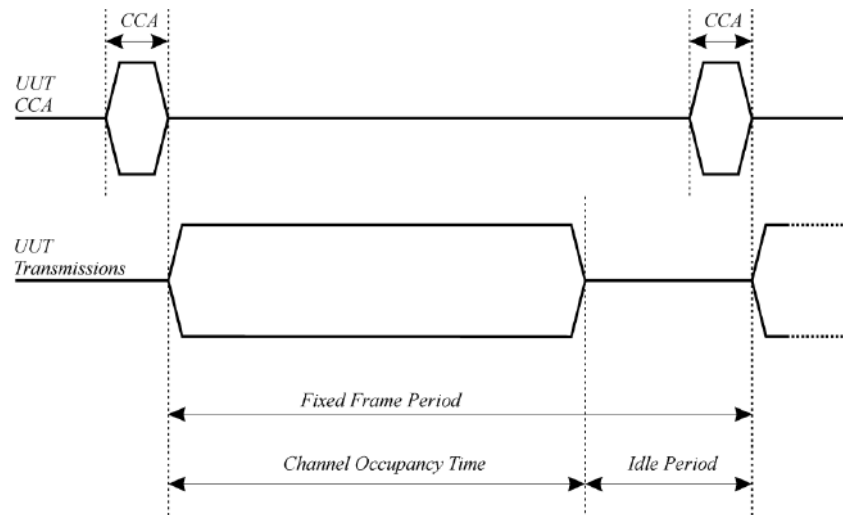 CCA
CCA
UUT
CCA
UUT
Transmissions
Fixed Frame Period
Channel Occupancy Time
Idle Period